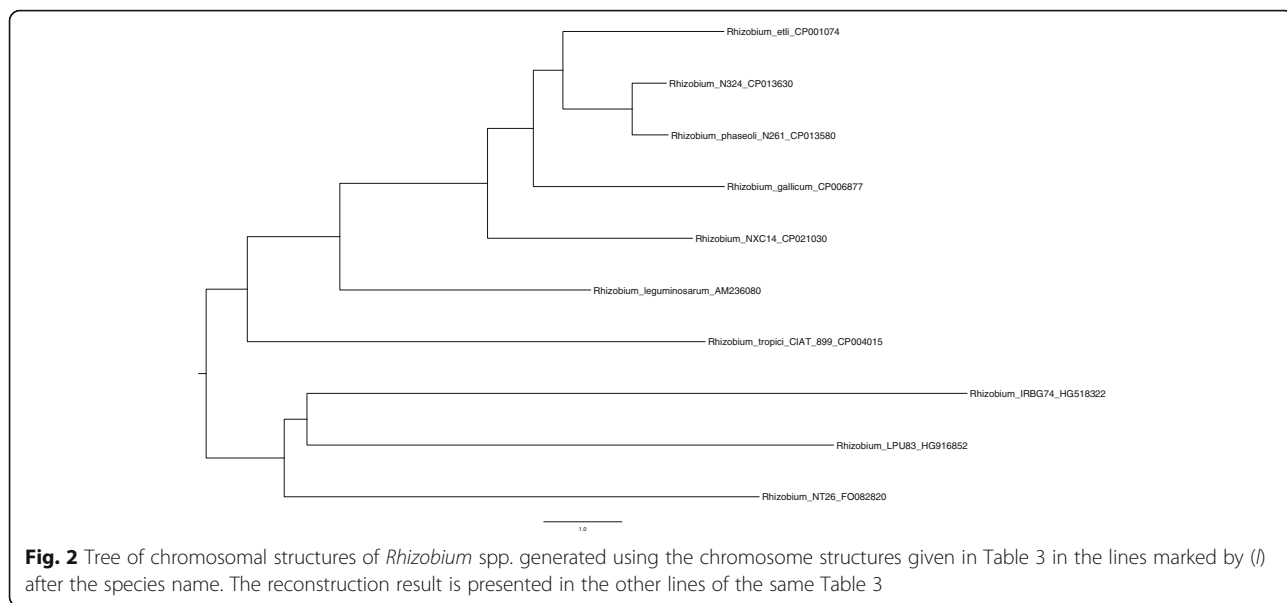 Rhizobium_etli_CP001074
Rhizobium_N324_CP013630
Rhizobium_phaseoli_N261_CP013580
Rhizobium_gallicum_CP006877
Rhizobium_NXC14_CP021030
Rhizobium_leguminosarum_AM236080
Rhizobium_tropici_CIAT_899_CP004015
Rhizobium_IRBG74_HG518322
Rhizobium_LPU83_HG916852
Rhizobium_NT26_FO082820
1.0
Fig. 2 Tree of chromosomal structures of Rhizobium spp. generated using the chromosome structures given in Table 3 in the lines marked by (l)
after the species name. The reconstruction result is presented in the other lines of the same Table 3